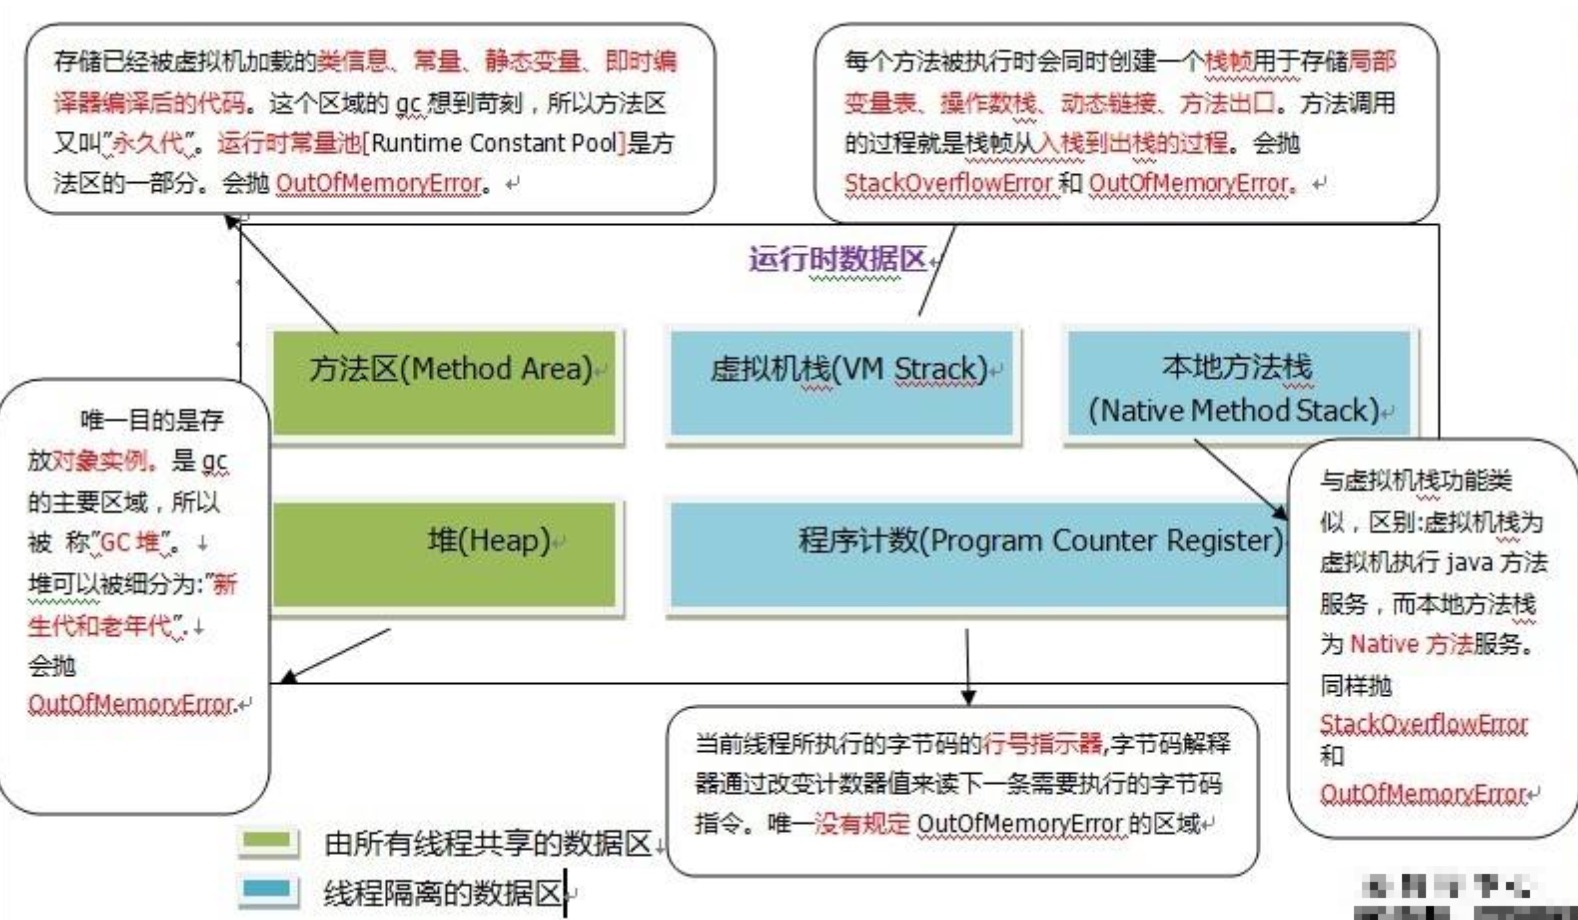 存储已经被虚拟机加载的类信息、常量、静态变量、即时编
译器编译后的代码。这个区域的 gc 想到苛刻，所以方法区
又叫"永久代"。运行时常量池[Runtime Constant Pool]是方
法区的一部分。会抛 OutOfMemoryError。
每个方法被执行时会同时创建一个栈帧用于存储局部
变量表、操作数栈、动态链接、方法出口。方法调用
的过程就是栈帧从入栈到出栈的过程。会抛
StackOverflowError 和 OutOfMemoryError。
运行时数据区
方法区(Method Area)
虚拟机栈(VM Strack)
本地方法栈
(Native Method Stack)
唯一目的是存
放对象实例。是 gc
的主要区域，所以
被 称"GC 堆"。
堆可以被细分为:"新
生代和老年代".
会抛
OutOfMemoryError.
堆(Heap)
程序计数(Program Counter Register)
与虚拟机栈功能类
似，区别:虚拟机栈为
虚拟机执行 java 方法
服务，而本地方法栈
为 Native 方法服务。
同样抛
StackOverflowError
和
OutOfMemoryError
当前线程所执行的字节码的行号指示器,字节码解释
器通过改变计数器值来读下一条需要执行的字节码
指令。唯一没有规定 OutOfMemoryError 的区域
由所有线程共享的数据区
线程隔离的数据区